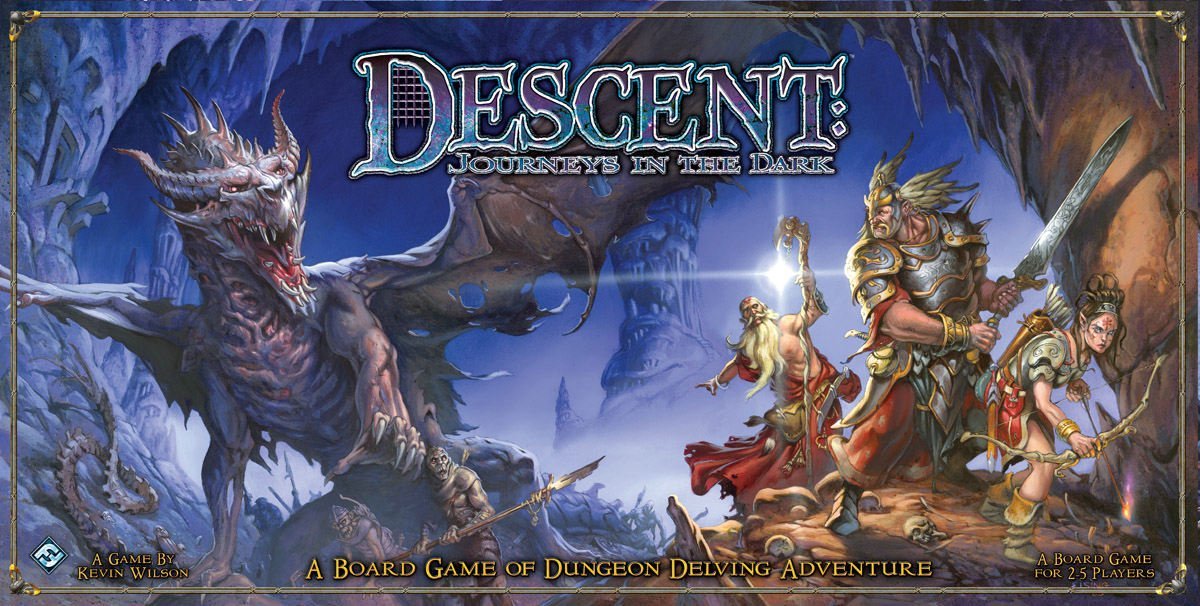 DESCENT:
JOURNEYS IN THE DARK
A GAME BY
KEVIN WILSON
A BOARD GAME OF DUNGEON DELVING ADVENTURE
A BOARD GAME
FOR 2-5 PLAYERS